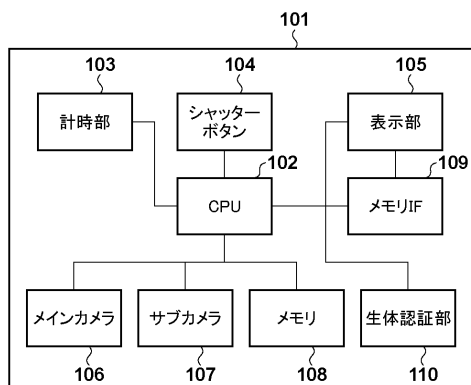 101
103
104
105
計時部
シャッター
ボタン
表示部
102
109
CPU
メモリIF
メインカメラ
サブカメラ
メモリ
生体認証部
106
107
108
110